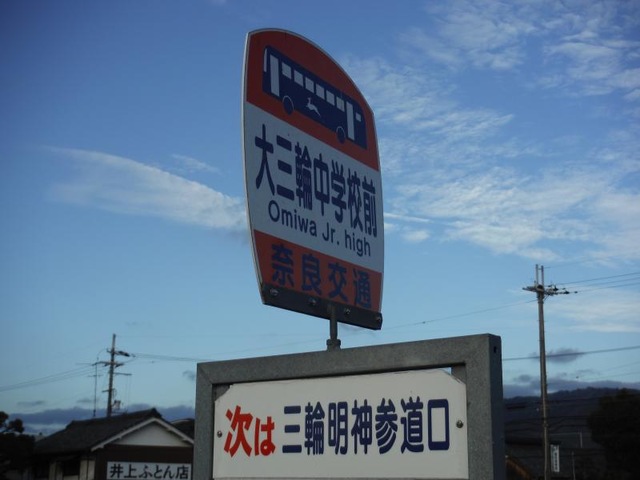 大三輪中学校前
Omiwa Jr. high
奈良交通
次は 三輪明神参道口
井上ふとん店